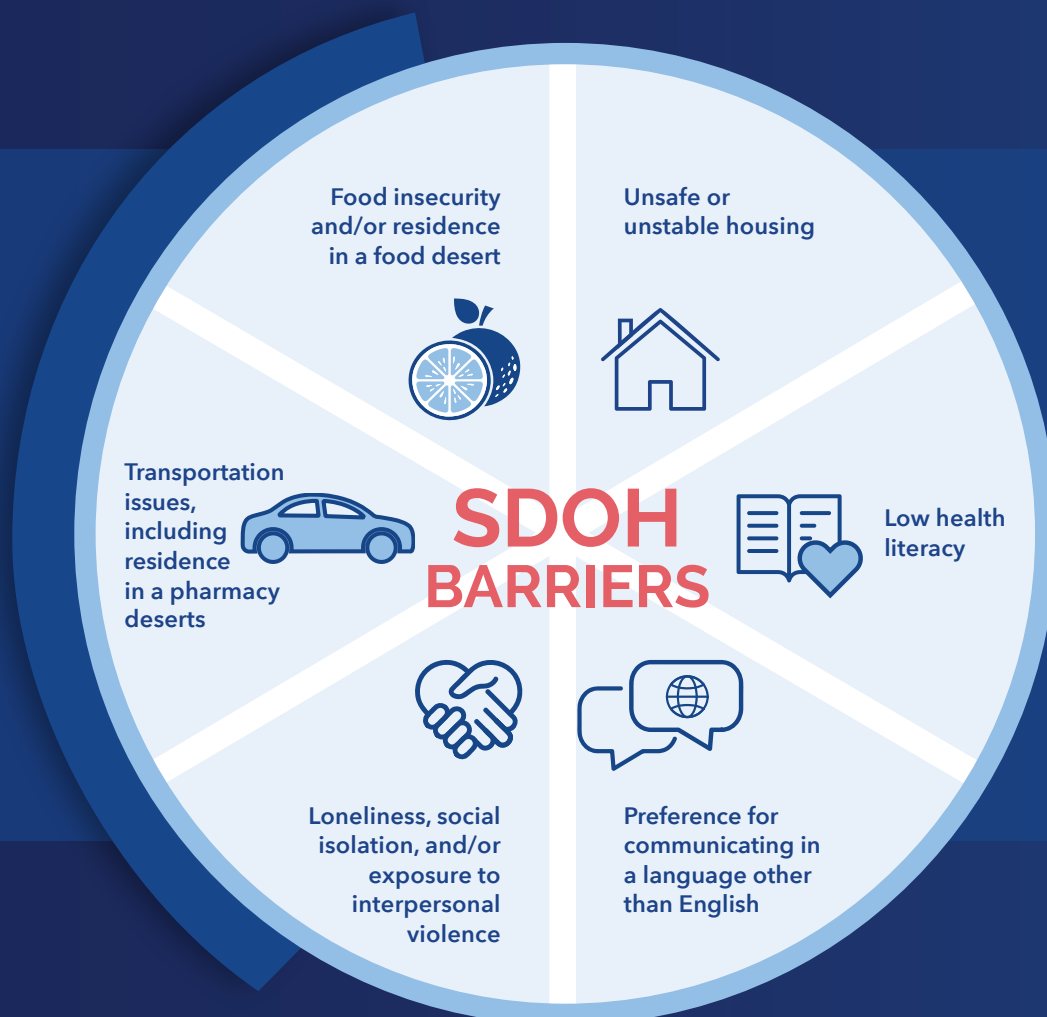 Food insecurity
and/or residence
in a food desert
Unsafe or
unstable housing
Transportation
issues,
including
residence
in a pharmacy
deserts
SDOH
BARRIERS
Low health
literacy
Loneliness, social
isolation, and/or
exposure to
interpersonal
violence
Preference for
communicating in
a language other
than English